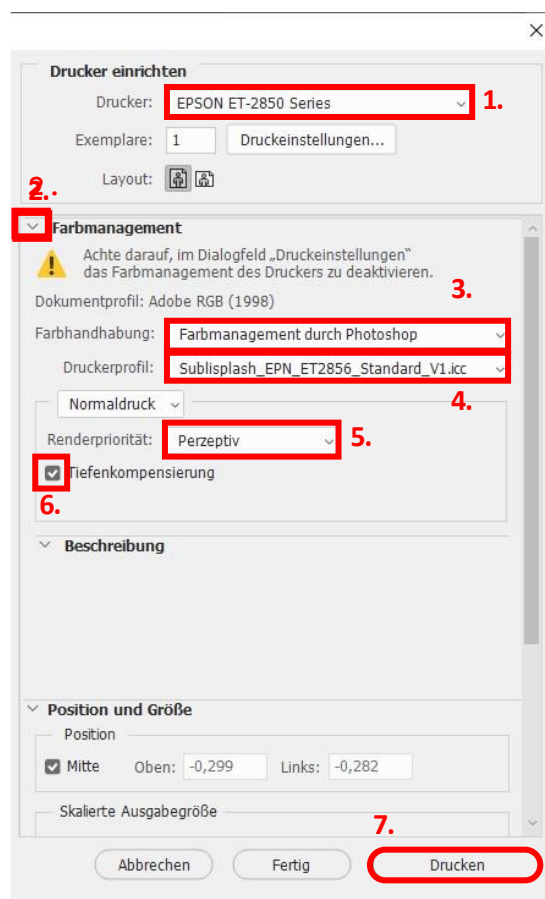 Drucker einrichten
Drucker: EPSON ET-2850 Series 1.
Exemplare: 1 Druckeinstellungen...
Layout:
2.
Farbmanagement
Achte darauf, im Dialogfeld „Druckeinstellungen“
das Farbmanagement des Druckers zu deaktivieren.
Dokumentprofil: Adobe RGB (1998)
3.
Farbhandhabung: Farbmanagement durch Photoshop
Druckerprofil: Sublisplash_EPN_ET2856_Standard_V1.icc
4.
Normaldruck
Renderpriorität: Perzeptiv 5.
Tiefenkompensierung
6.
Beschreibung
Position und Größe
Position
Mitte Oben: -0,299 Links: -0,282
Skalierte Ausgabegröße
7.
Abbrechen Fertig Drucken